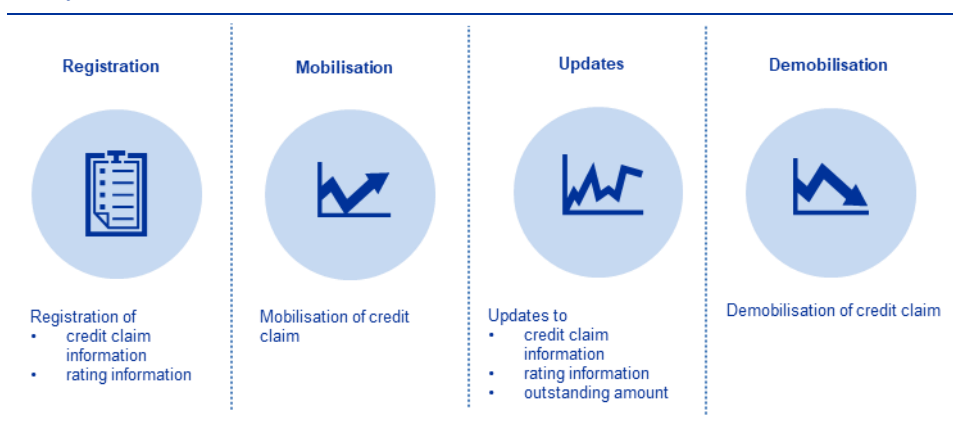 Registration
Registration of
• credit claim
information
• rating information
Mobilisation
Mobilisation of credit
claim
Updates
Updates to
• credit claim
information
• rating information
• outstanding amount
Demobilisation
Demobilisation of credit claim